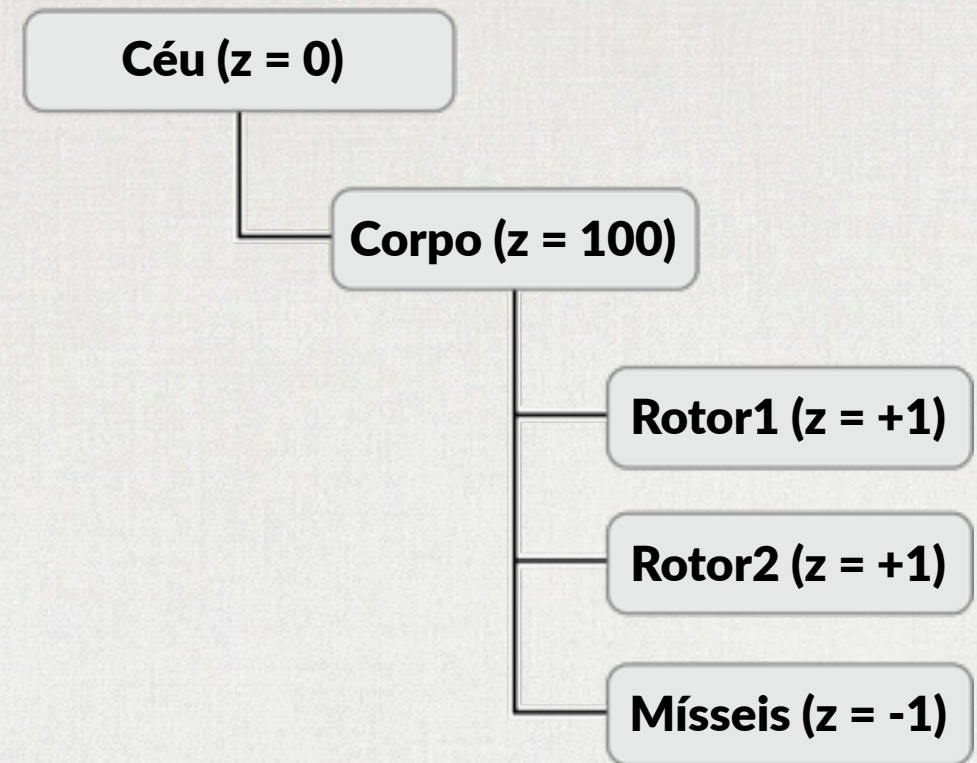 Céu (z = 0)
Corpo (z = 100)
Rotor1 (z = +1)
Rotor2 (z = +1)
Mísseis (z = -1)